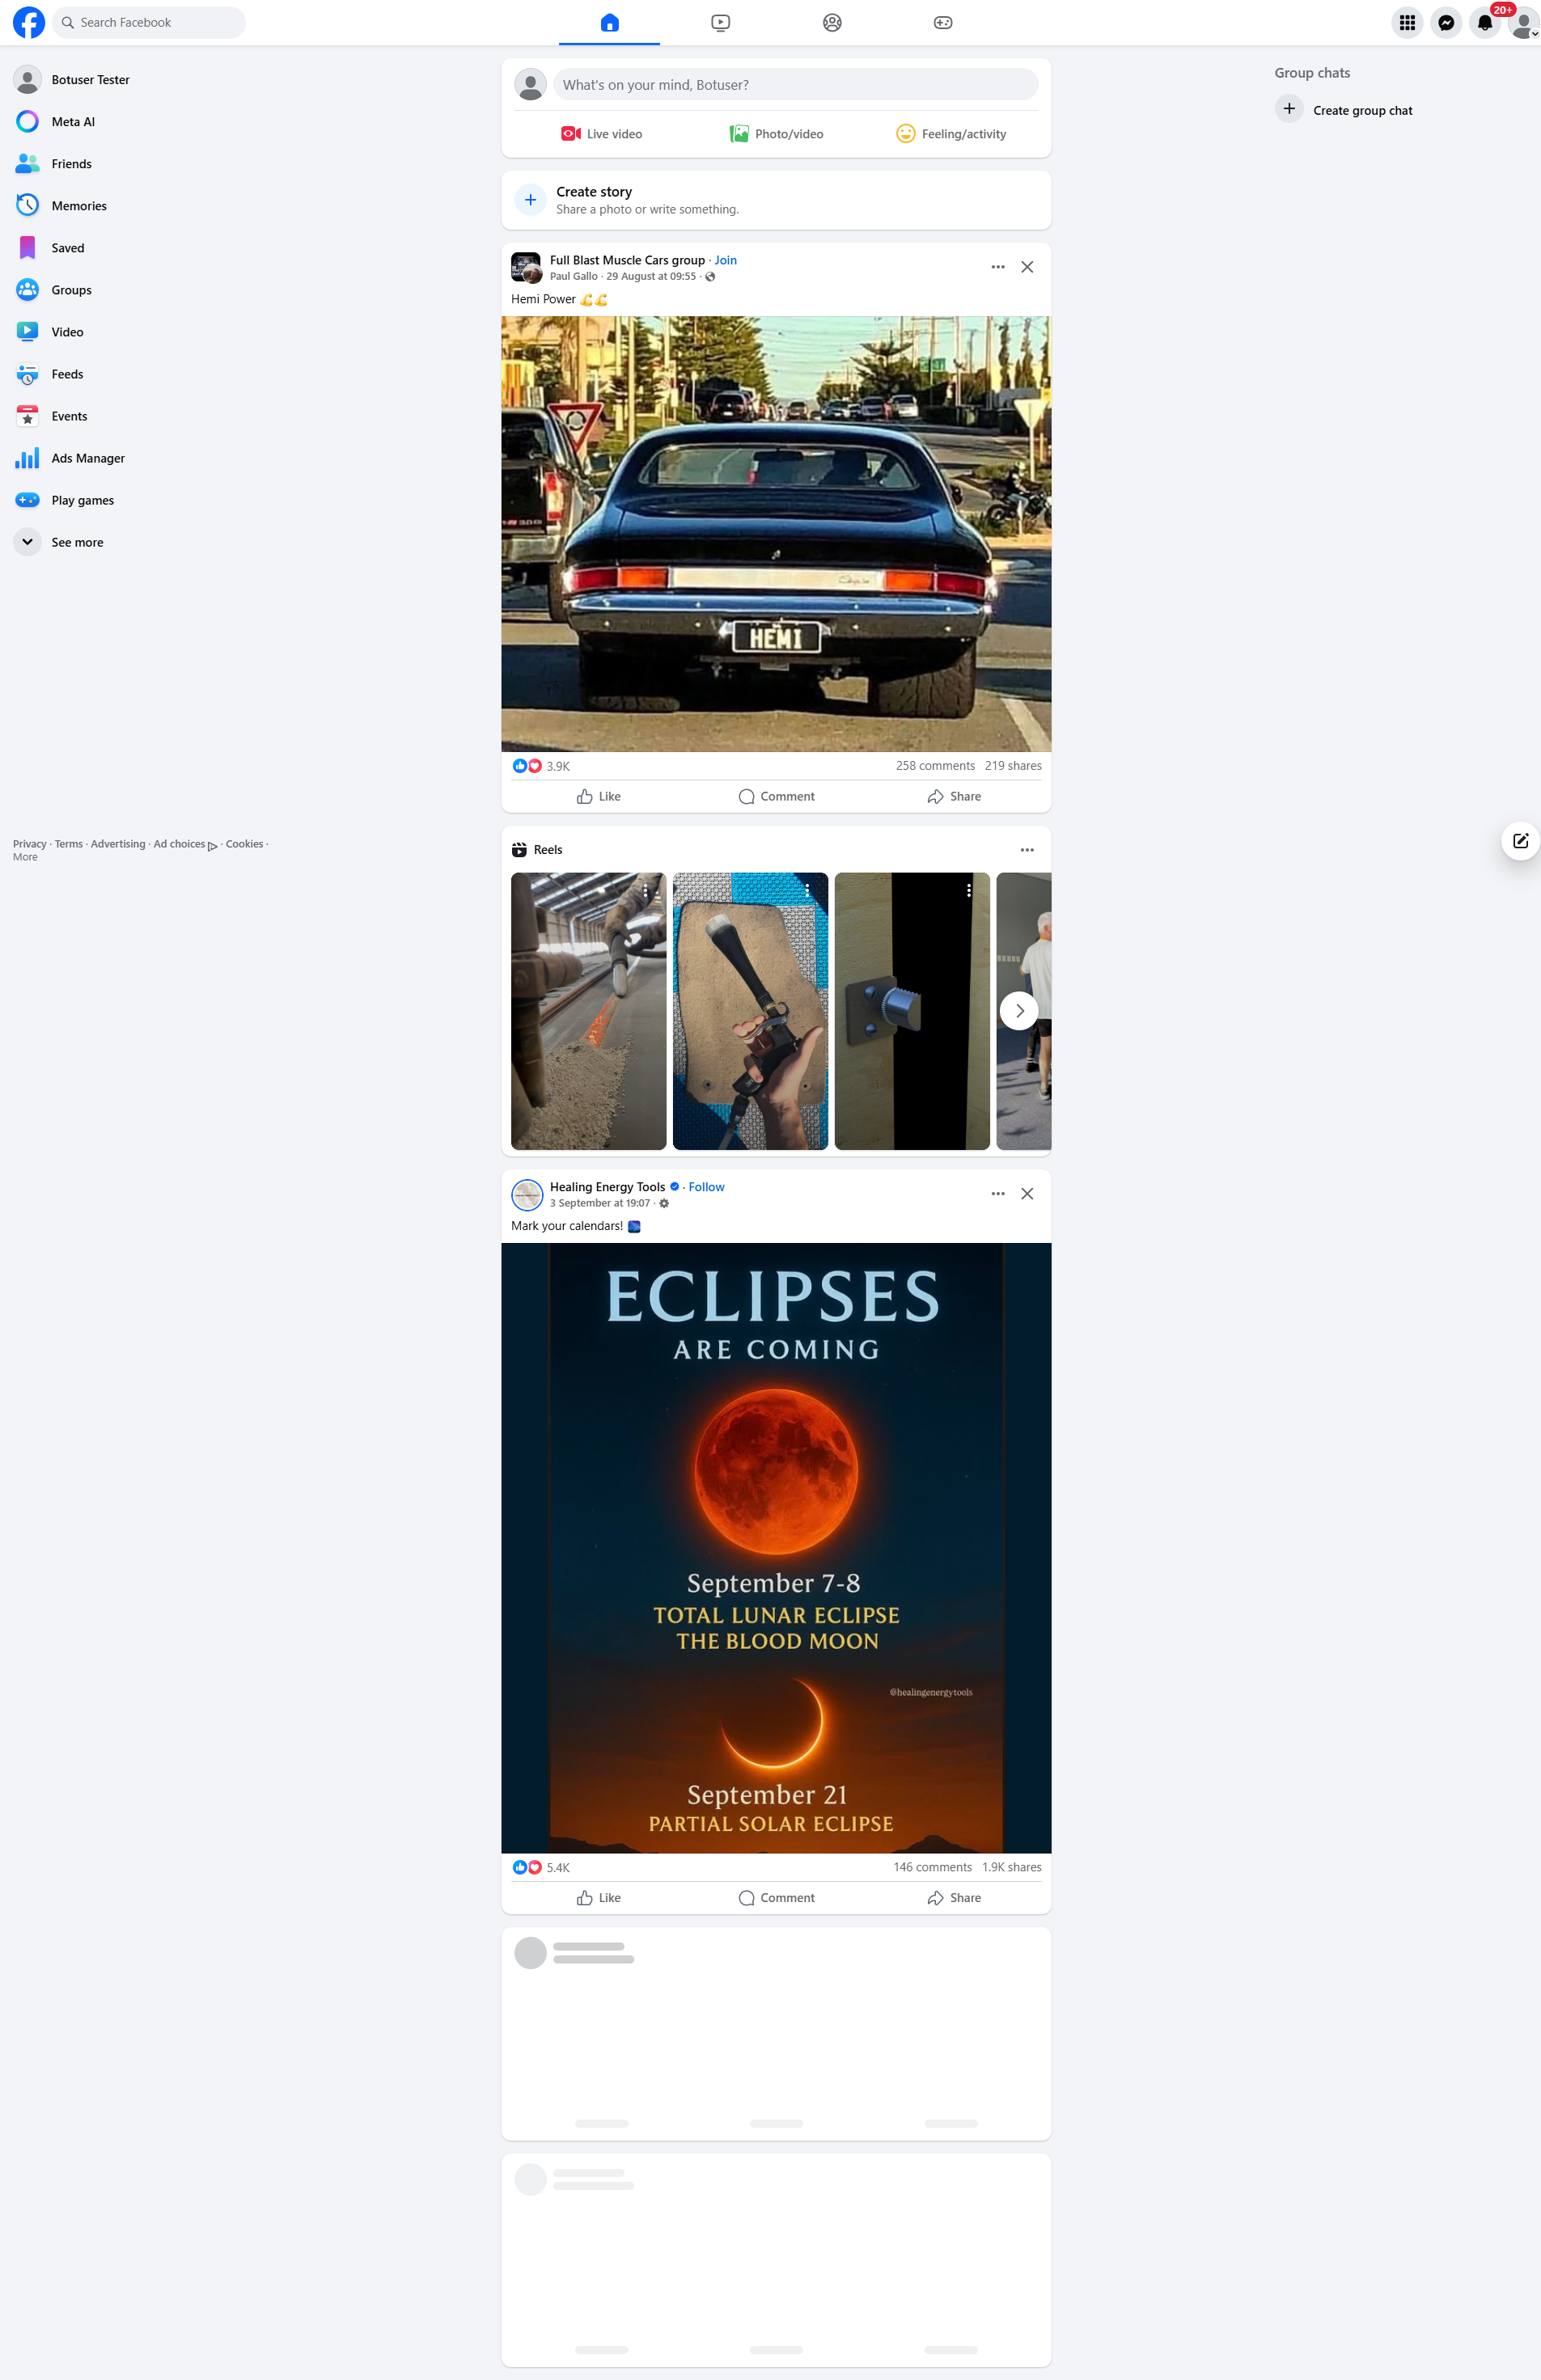 Search Facebook
20+
Botuser Tester
Meta AI
Friends
Memories
Saved
Groups
Video
Feeds
Events
Ads Manager
Play games
See more
Privacy · Terms · Advertising · Ad choices · Cookies ·
More
What's on your mind, Botuser?
Live video
Photo/video
Feeling/activity
Create story
Share a photo or write something.
Full Blast Muscle Cars group · Join
Paul Gallo · 29 August at 09:55 ·
Hemi Power 💪💪
HEMI
3.9K
258 comments 219 shares
Like
Comment
Share
Reels
Healing Energy Tools · Follow
3 September at 19:07 ·
Mark your calendars!
ECLIPSES
ARE COMING
September 7-8
TOTAL LUNAR ECLIPSE
THE BLOOD MOON
@healingenergytools
September 21
PARTIAL SOLAR ECLIPSE
5.4K
146 comments 1.9K shares
Like
Comment
Share
Group chats
Create group chat